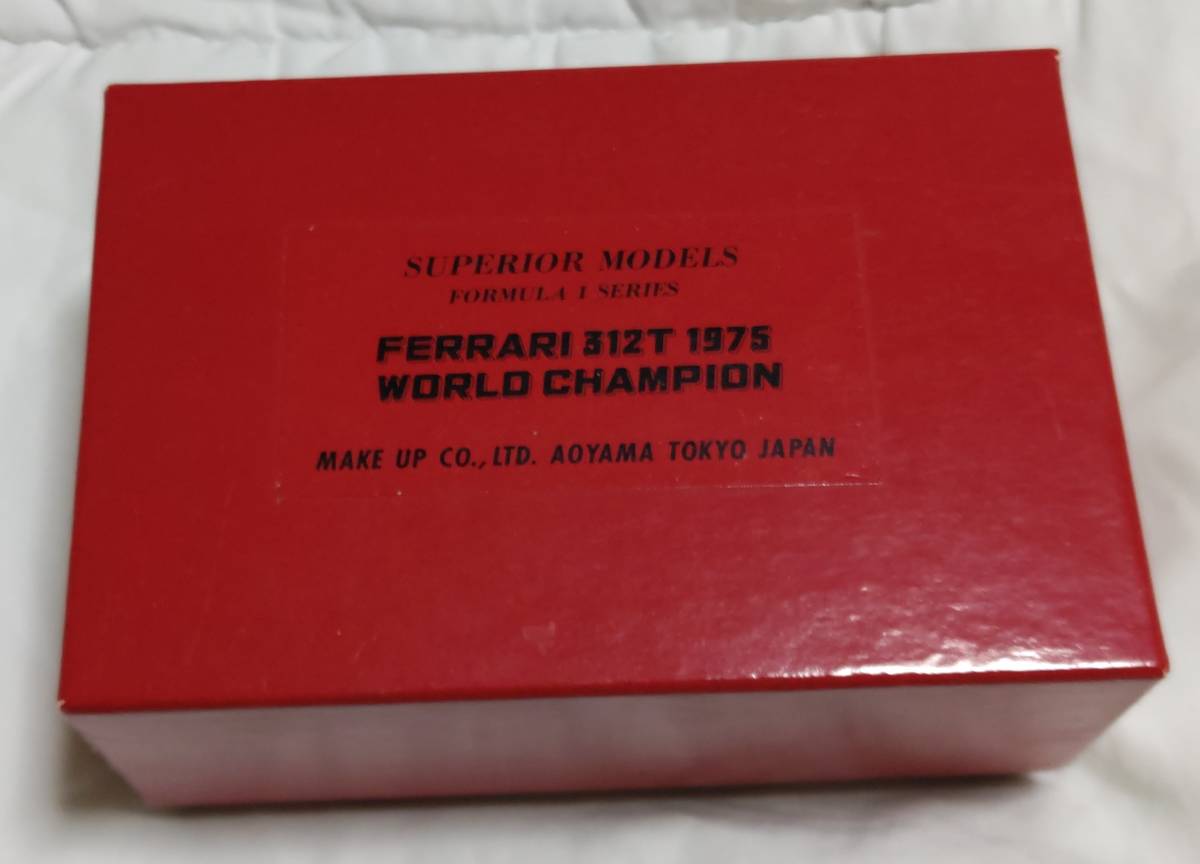 SUPERIOR MODELS
FORMULA 1 SERIES
FERRARI 312T 1975
WORLD CHAMPION
MAKE UP CO., LTD. AOYAMA TOKYO JAPAN